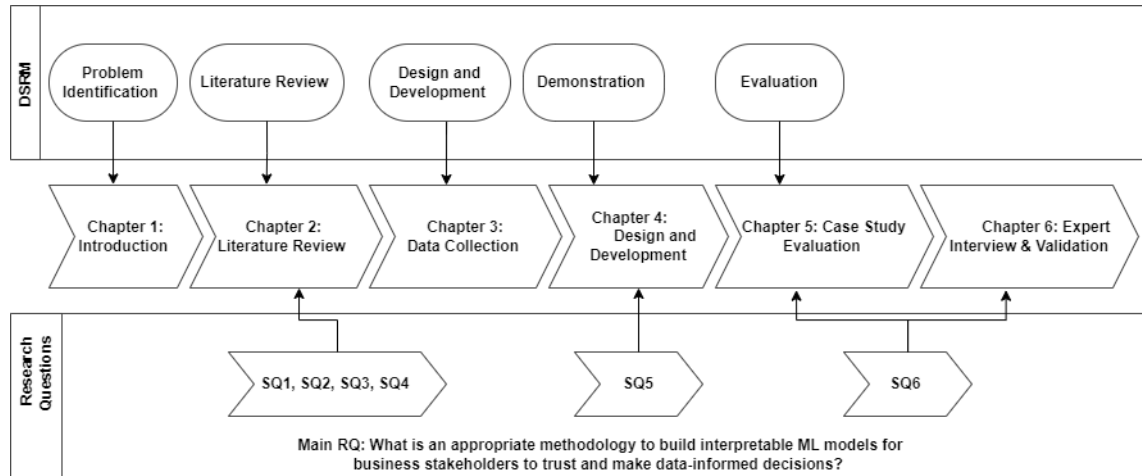 DSRM
Problem
Identification
Literature Review
Design and
Development
Demonstration
Evaluation
Chapter 1:
Introduction
Chapter 2:
Literature Review
Chapter 3:
Data Collection
Chapter 4:
Design and
Development
Chapter 5: Case Study
Evaluation
Chapter 6: Expert
Interview & Validation
Research
Questions
SQ1, SQ2, SQ3, SQ4
SQ5
SQ6
Main RQ: What is an appropriate methodology to build interpretable ML models for
business stakeholders to trust and make data-informed decisions?